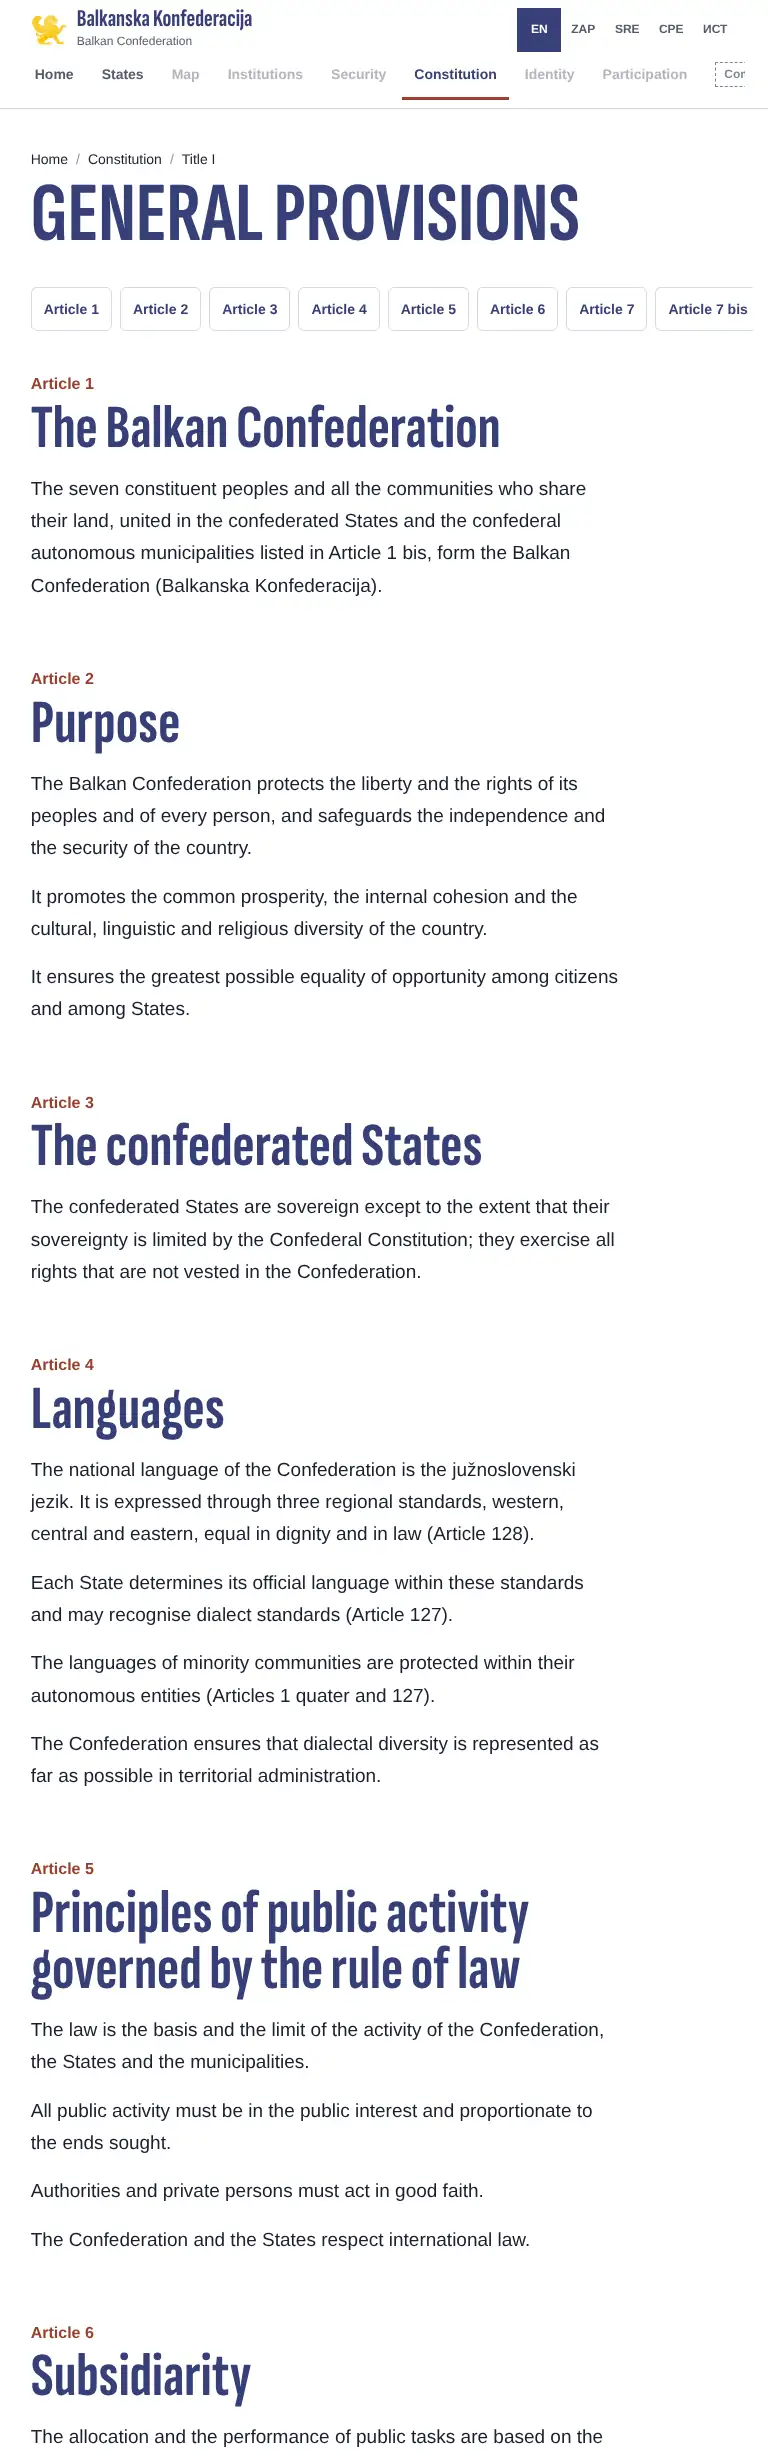 Balkanska Konfederacija
Balkan Confederation
EN ZAP SRE CPE ИСТ
Home States Map Institutions Security Constitution Identity Participation
Home / Constitution / Title I
GENERAL PROVISIONS
Article 1 Article 2 Article 3 Article 4 Article 5 Article 6 Article 7 Article 7 bis
Article 1
The Balkan Confederation
The seven constituent peoples and all the communities who share
their land, united in the confederated States and the confederal
autonomous municipalities listed in Article 1 bis, form the Balkan
Confederation (Balkanska Konfederacija).
Article 2
Purpose
The Balkan Confederation protects the liberty and the rights of its
peoples and of every person, and safeguards the independence and
the security of the country.
It promotes the common prosperity, the internal cohesion and the
cultural, linguistic and religious diversity of the country.
It ensures the greatest possible equality of opportunity among citizens
and among States.
Article 3
The confederated States
The confederated States are sovereign except to the extent that their
sovereignty is limited by the Confederal Constitution; they exercise all
rights that are not vested in the Confederation.
Article 4
Languages
The national language of the Confederation is the južnoslovenski
jezik. It is expressed through three regional standards, western,
central and eastern, equal in dignity and in law (Article 128).
Each State determines its official language within these standards
and may recognise dialect standards (Article 127).
The languages of minority communities are protected within their
autonomous entities (Articles 1 quater and 127).
The Confederation ensures that dialectal diversity is represented as
far as possible in territorial administration.
Article 5
Principles of public activity
governed by the rule of law
The law is the basis and the limit of the activity of the Confederation,
the States and the municipalities.
All public activity must be in the public interest and proportionate to
the ends sought.
Authorities and private persons must act in good faith.
The Confederation and the States respect international law.
Article 6
Subsidiarity
The allocation and the performance of public tasks are based on the